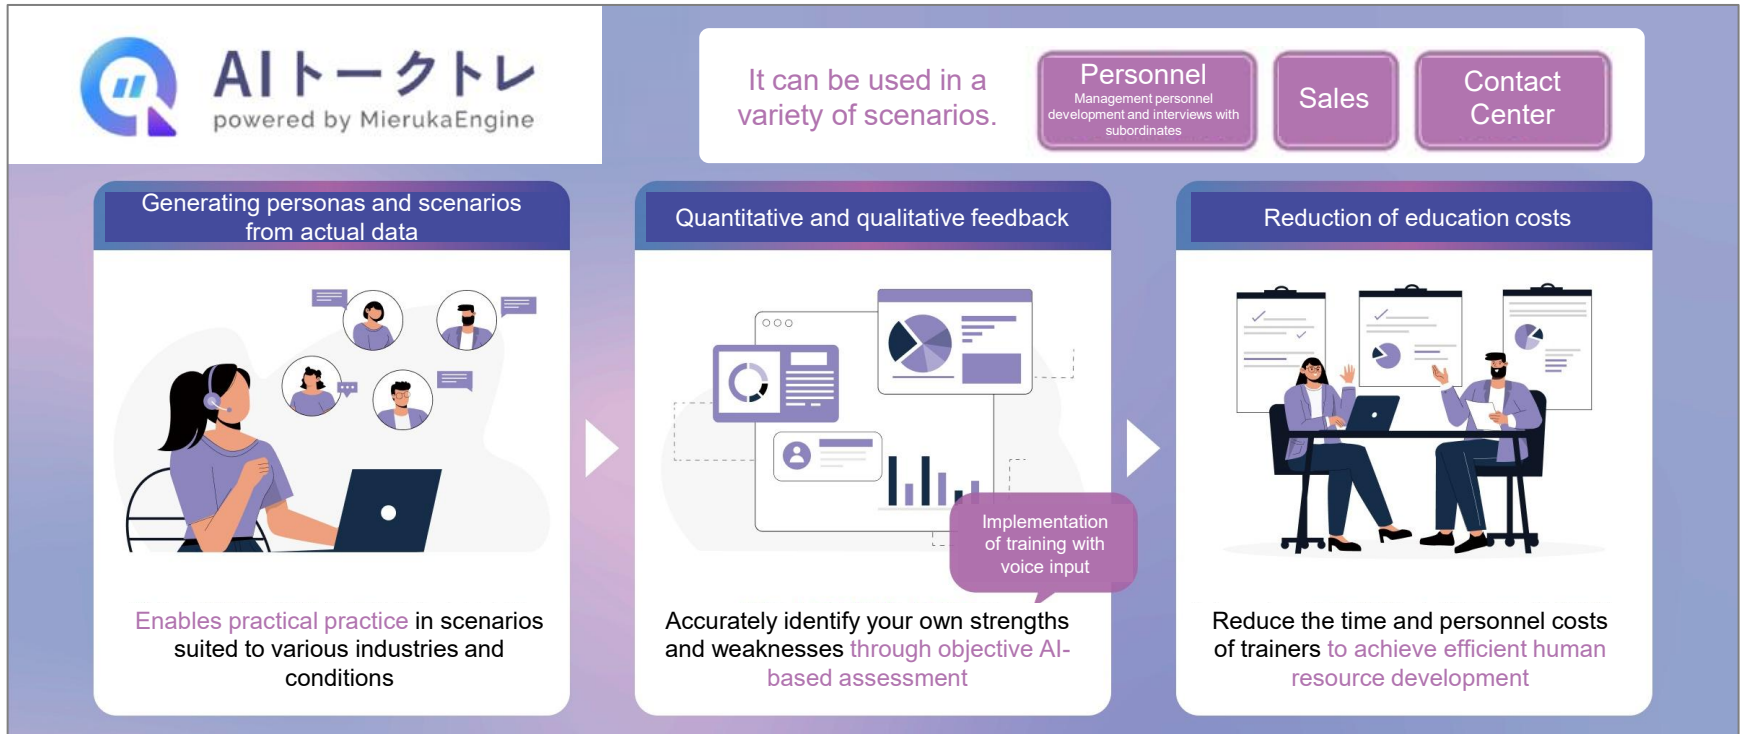 AIトークトレ
powered by MierukaEngine
It can be used in a
variety of scenarios.
Personnel
Management personnel
development and interviews with
subordinates
Sales
Contact
Center
Generating personas and scenarios
from actual data
Enables practical practice in scenarios
suited to various industries and
conditions
Quantitative and qualitative feedback
Implementation
of training with
voice input
Accurately identify your own strengths
and weaknesses through objective AI-
based assessment
Reduction of education costs
Reduce the time and personnel costs
of trainers to achieve efficient human
resource development